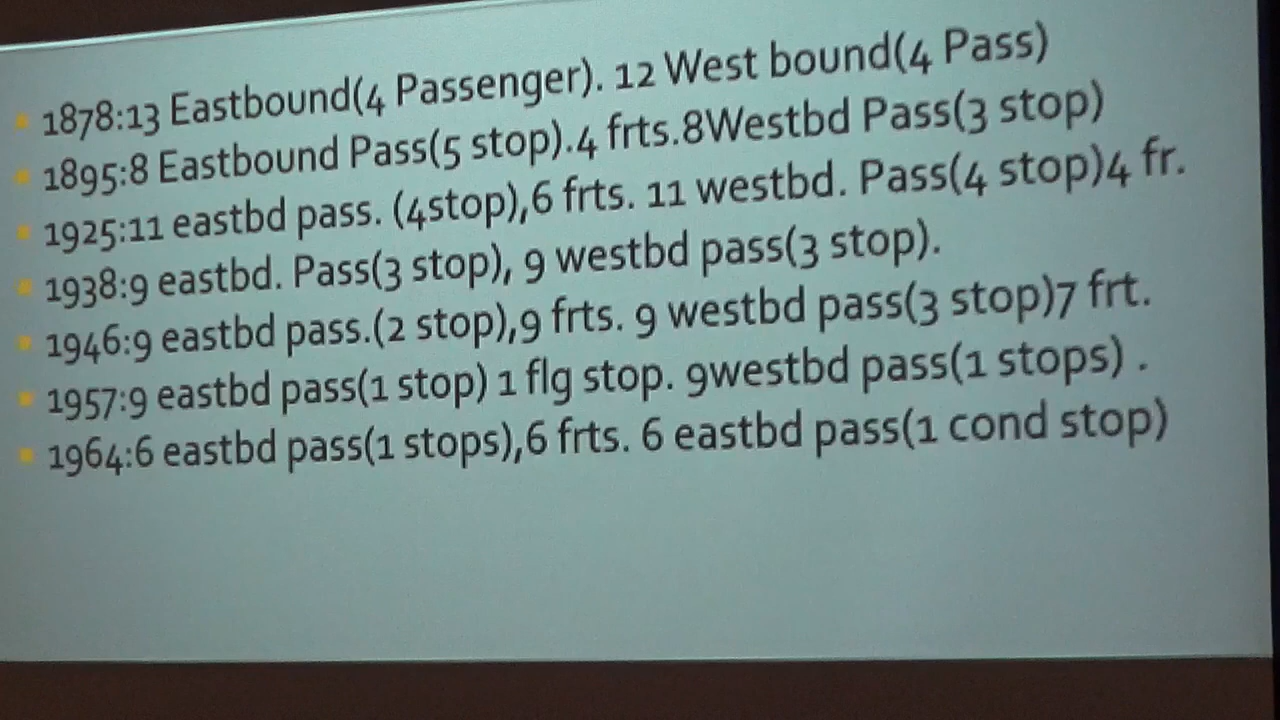 1878:13 Eastbound(4 Passenger). 12 West bound(4 Pass)
1895:8 Eastbound Pass(5 stop).4 frts.8Westbd Pass(3 stop)
1925:11 eastbd pass. (4stop),6 frts. 11 westbd. Pass(4 stop)4 fr.
1938:9 eastbd. Pass(3 stop), 9 westbd pass(3 stop).
1946:9 eastbd pass.(2 stop),9 frts. 9 westbd pass(3 stop)7 frt.
1957:9 eastbd pass(1 stop) 1 flg stop. 9westbd pass(1 stops) .
1964:6 eastbd pass(1 stops),6 frts. 6 eastbd pass(1 cond stop)